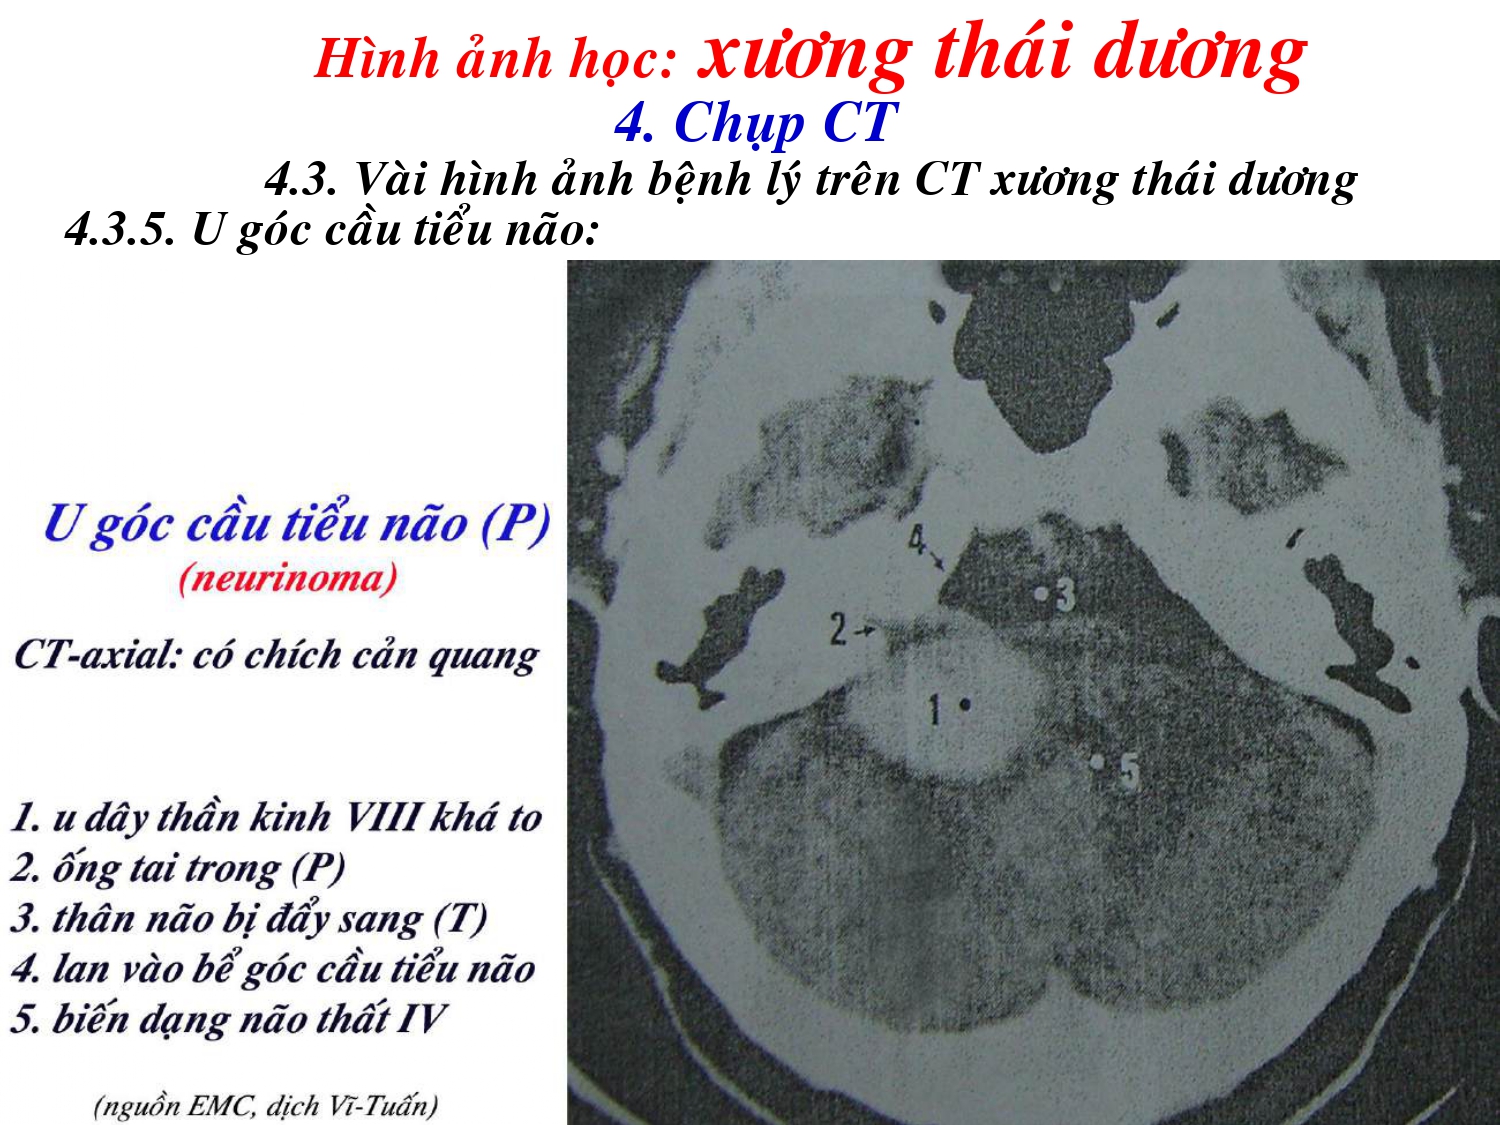 Hình ảnh học: xương thái dương
4. Chụp CT
4.3. Vài hình ảnh bệnh lý trên CT xương thái dương
4.3.5. U góc cầu tiểu não:
U góc cầu tiểu não (P)
(neurinoma)
CT-axial: có chích cản quang
1. u dây thần kinh VIII khá to
2. ống tai trong (P)
3. thân não bị đẩy sang (T)
4. lan vào bể góc cầu tiểu não
5. biến dạng não thất IV
(nguồn EMC, dịch Vĩ-Tuấn)
4
3
2
1
5